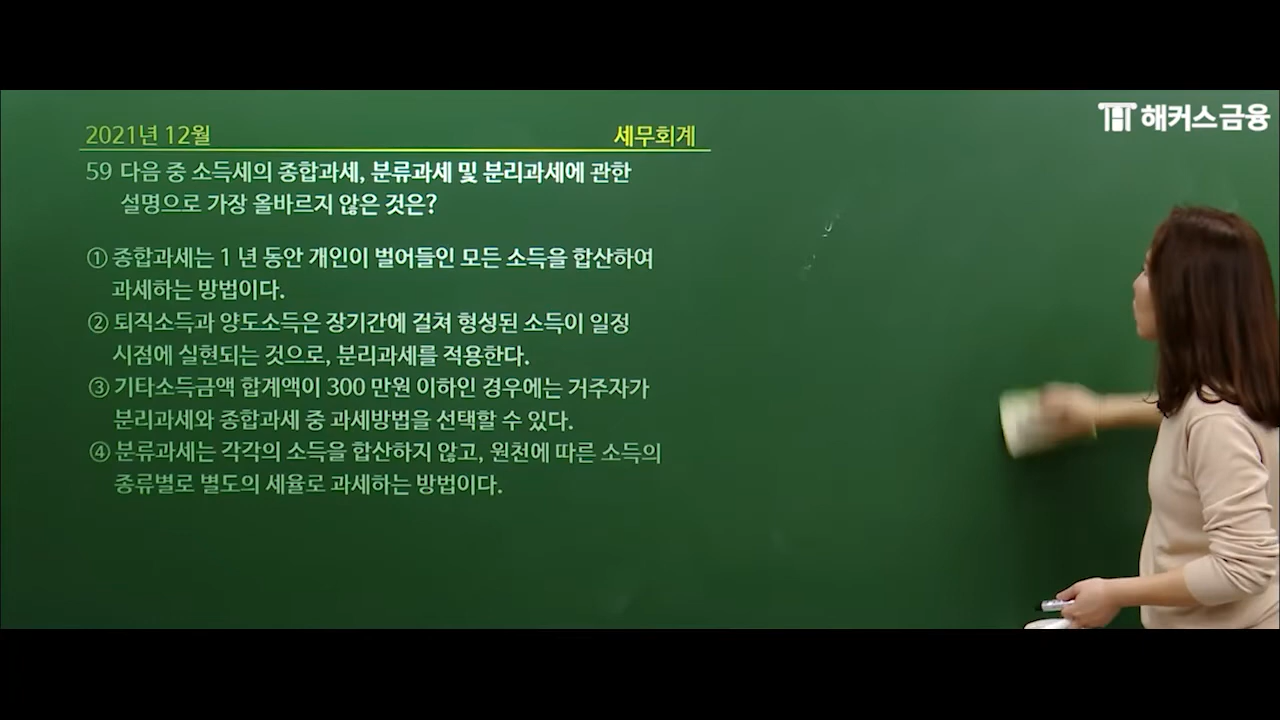 해커스금융
2021년 12월 세무회계
59 다음 중 소득세의 종합과세, 분류과세 및 분리과세에 관한
설명으로 가장 올바르지 않은 것은?
① 종합과세는 1 년 동안 개인이 벌어들인 모든 소득을 합산하여
과세하는 방법이다.
② 퇴직소득과 양도소득은 장기간에 걸쳐 형성된 소득이 일정
시점에 실현되는 것으로, 분리과세를 적용한다.
③ 기타소득금액 합계액이 300 만원 이하인 경우에는 거주자가
분리과세와 종합과세 중 과세방법을 선택할 수 있다.
④ 분류과세는 각각의 소득을 합산하지 않고, 원천에 따른 소득의
종류별로 별도의 세율로 과세하는 방법이다.